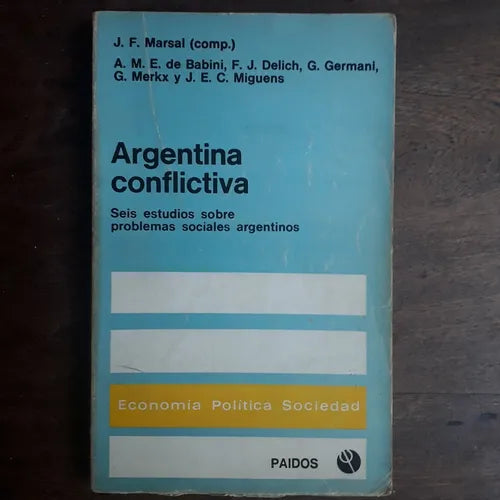 J. F. Marsal (comp.)
A. M. E. de Babini, F. J. Delich, G. Germani,
G. Merkx y J. E. C. Miguens
Argentina
conflictiva
Seis estudios sobre
problemas sociales argentinos
Economía Política Sociedad
PAIDOS